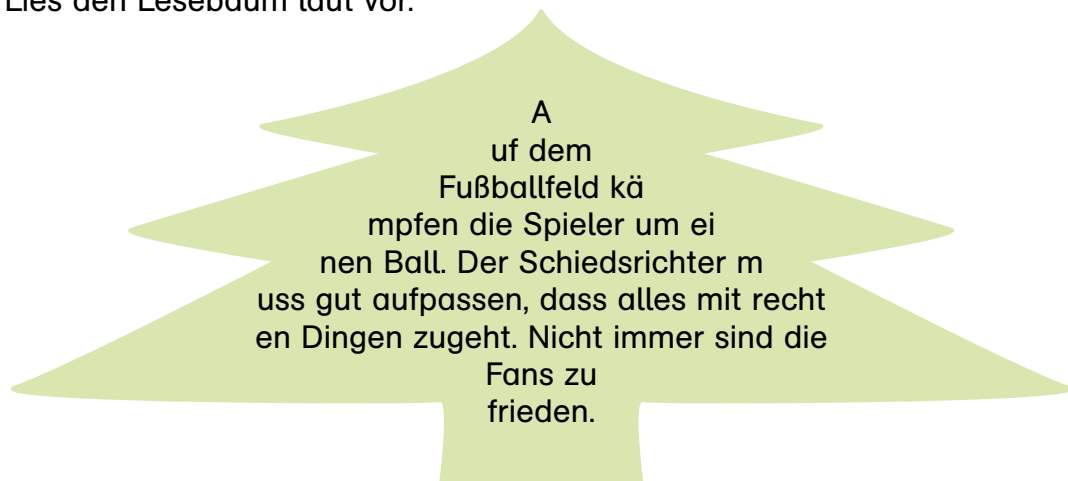 Lies den Lesebaum laut vor.
A
uf dem
Fußballfeld kä
mpfen die Spieler um ei
nen Ball. Der Schiedsrichter m
uss gut aufpassen, dass alles mit recht
en Dingen zugeht. Nicht immer sind die
Fans zu
frieden.